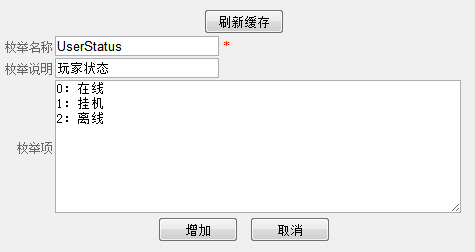 刷新缓存
枚举名称 UserStatus *
枚举说明 玩家状态
枚举项
0: 在线
1: 挂机
2: 离线
增加 取消